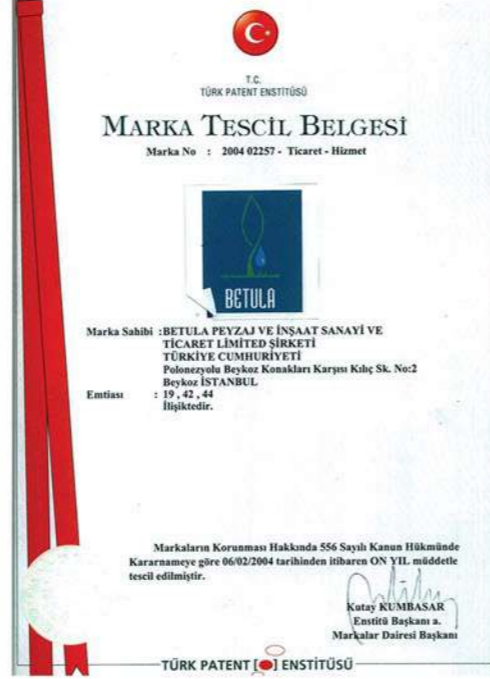 T.C.
TÜRK PATENT ENSTİTÜSÜ
MARKA TESCİL BELGESİ
Marka No : 2004 02257 - Ticaret - Hizmet
BETULA
Marka Sahibi : BETULA PEYZAJ VE İNŞAAT SANAYİ VE
TİCARET LİMİTED ŞİRKETİ
TÜRKİYE CUMHURİYETİ
Polonezyolu Beykoz Konakları Karşısı Kılıç Sk. No:2
Beykoz İSTANBUL
Emtiası : 19 , 42 , 44
İlişiktedir.
Markaların Korunması Hakkında 556 Sayılı Kanun Hükmünde
Kararnameye göre 06/02/2004 tarihinden itibaren ON YIL müddetle
tescil edilmiştir.
Kutay KUMBASAR
Enstitü Başkanı a.
Markalar Dairesi Başkanı
TÜRK PATENT ENSTİTÜSÜ